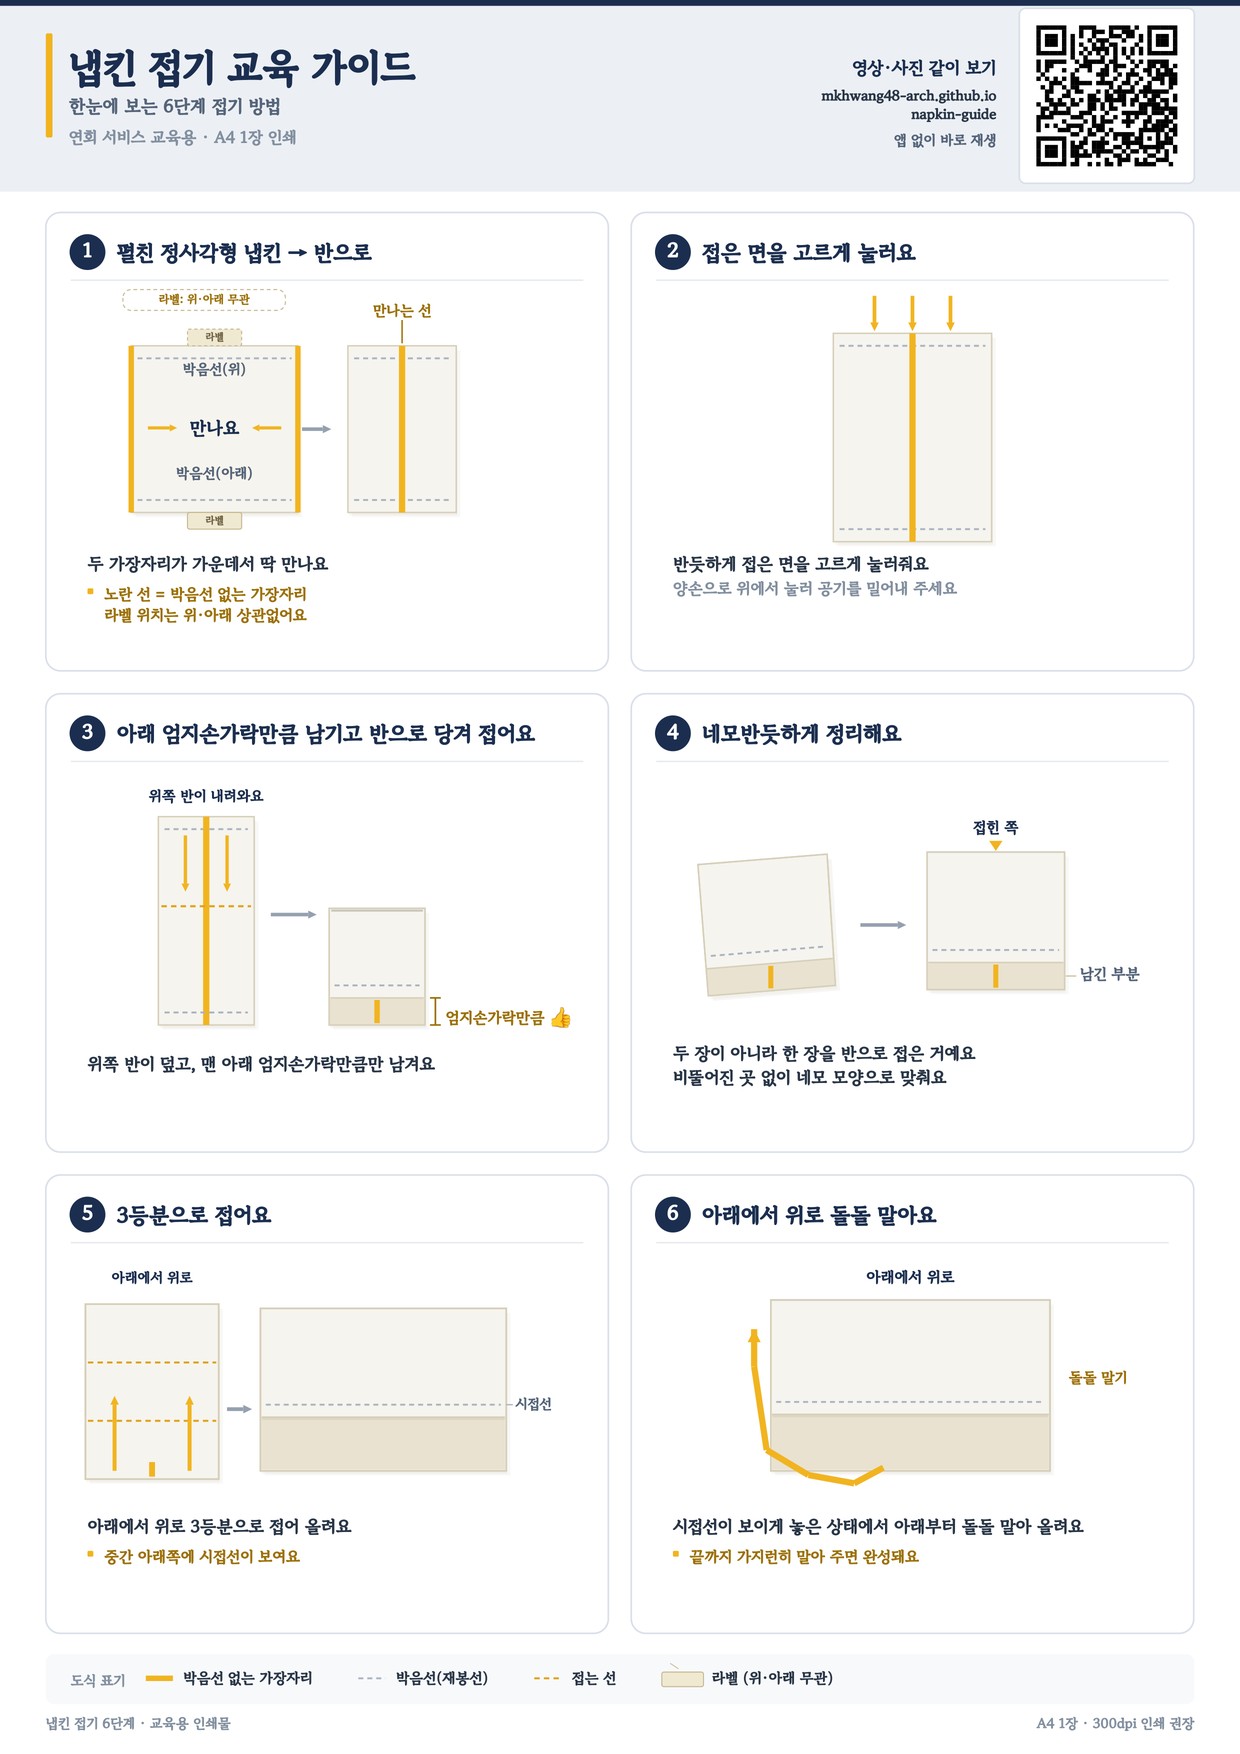 냅킨 접기 교육 가이드
한눈에 보는 6단계 접기 방법
연회 서비스 교육용 · A4 1장 인쇄
영상·사진 같이 보기
mkhwang48-arch.github.io
napkin-guide
앱 없이 바로 재생
1 펼친 정사각형 냅킨 → 반으로
라벨: 위·아래 무관
만나는 선
라벨
박음선(위)
만나요
박음선(아래)
라벨
두 가장자리가 가운데서 딱 만나요
노란 선 = 박음선 없는 가장자리
라벨 위치는 위·아래 상관없어요
2 접은 면을 고르게 눌러요
반듯하게 접은 면을 고르게 눌러줘요
양손으로 위에서 눌러 공기를 밀어내 주세요
3 아래 엄지손가락만큼 남기고 반으로 당겨 접어요
위쪽 반이 내려와요
엄지손가락만큼 👍
위쪽 반이 덮고, 맨 아래 엄지손가락만큼만 남겨요
4 네모반듯하게 정리해요
접힌 쪽
남긴 부분
두 장이 아니라 한 장을 반으로 접은 거예요
비뚤어진 곳 없이 네모 모양으로 맞춰요
5 3등분으로 접어요
아래에서 위로
시접선
아래에서 위로 3등분으로 접어 올려요
중간 아래쪽에 시접선이 보여요
6 아래에서 위로 돌돌 말아요
아래에서 위로
돌돌 말기
시접선이 보이게 놓은 상태에서 아래부터 돌돌 말아 올려요
끝까지 가지런히 말아 주면 완성돼요
도식 표기 박음선 없는 가장자리 박음선(재봉선) 접는 선 라벨 (위·아래 무관)
냅킨 접기 6단계 · 교육용 인쇄물
A4 1장 · 300dpi 인쇄 권장